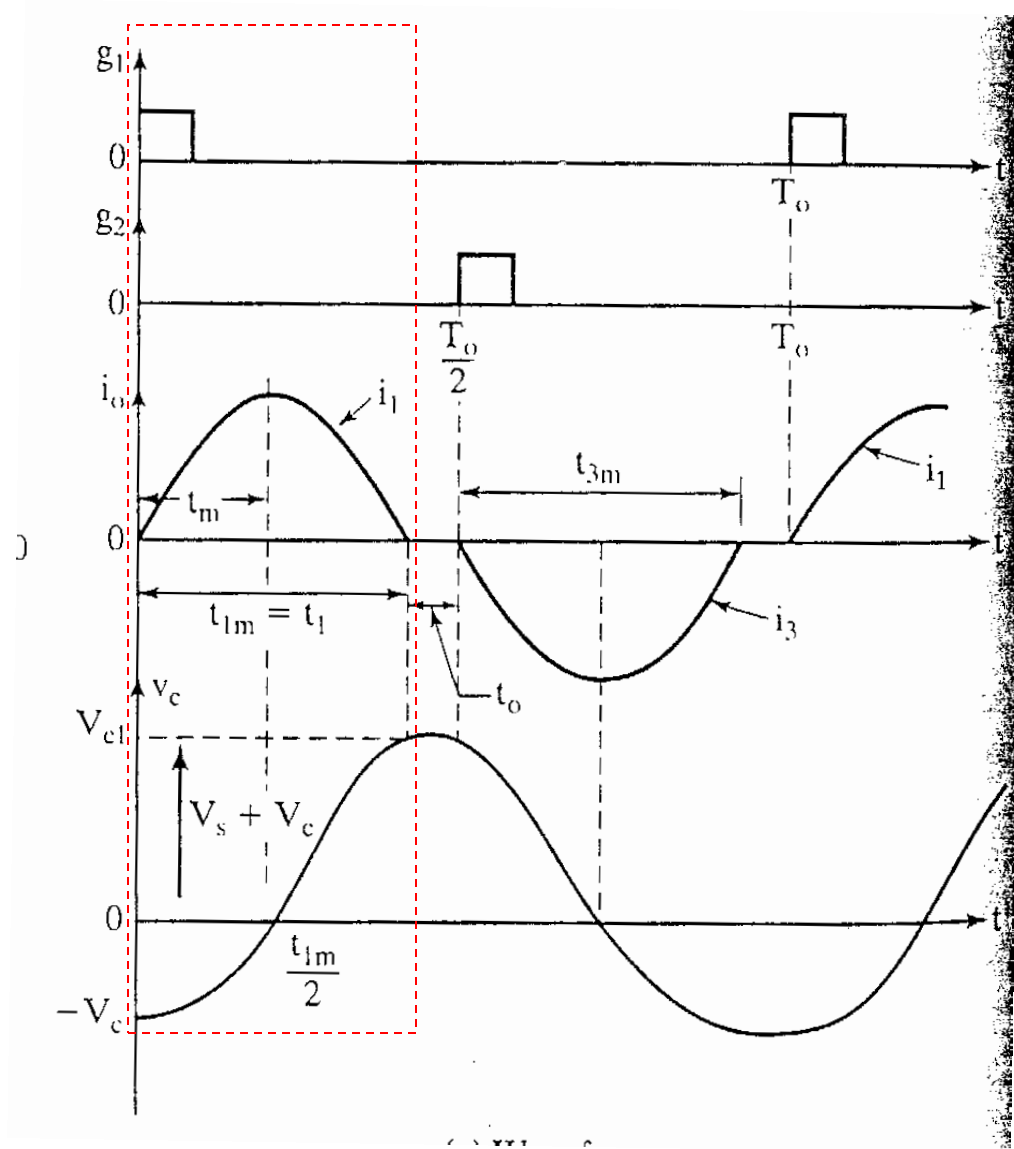 g1
0
t
To
g2
0
t
To/2
To
io
i1
tm
t3m
i1
0
t
t1m = t1
i3
to
vc
Vc1
Vs + Vc
0
t
t1m/2
−Vc